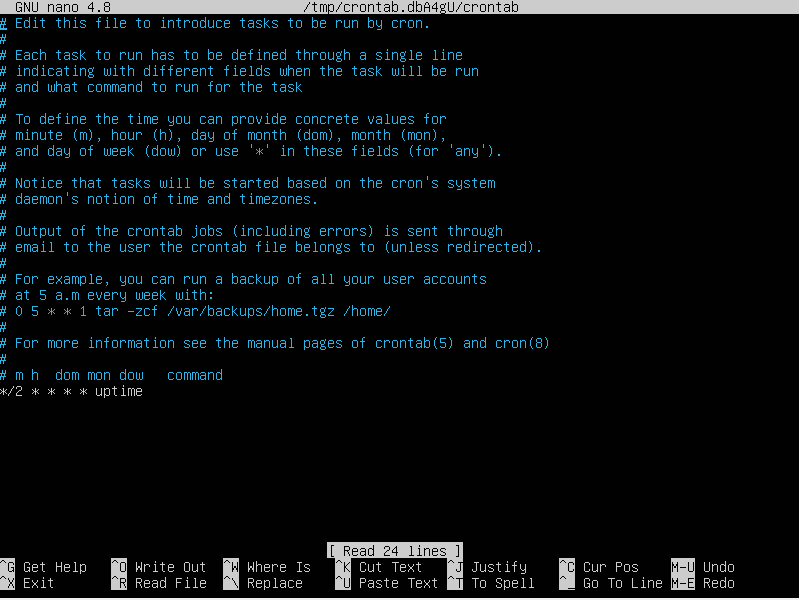 GNU nano 4.8 /tmp/crontab.dbA4gU/crontab
# Edit this file to introduce tasks to be run by cron.
#
# Each task to run has to be defined through a single line
# indicating with different fields when the task will be run
# and what command to run for the task
#
# To define the time you can provide concrete values for
# minute (m), hour (h), day of month (dom), month (mon),
# and day of week (dow) or use '*' in these fields (for 'any').
#
# Notice that tasks will be started based on the cron's system
# daemon's notion of time and timezones.
#
# Output of the crontab jobs (including errors) is sent through
# email to the user the crontab file belongs to (unless redirected).
#
# For example, you can run a backup of all your user accounts
# at 5 a.m every week with:
# 0 5 * * 1 tar -zcf /var/backups/home.tgz /home/
#
# For more information see the manual pages of crontab(5) and cron(8)
#
# m h  dom mon dow   command
*/2 * * * * uptime
[ Read 24 lines ]
^G Get Help ^O Write Out ^W Where Is ^K Cut Text ^J Justify ^C Cur Pos M-U Undo
^X Exit ^R Read File ^\ Replace ^U Paste Text ^T To Spell ^_ Go To Line M-E Redo